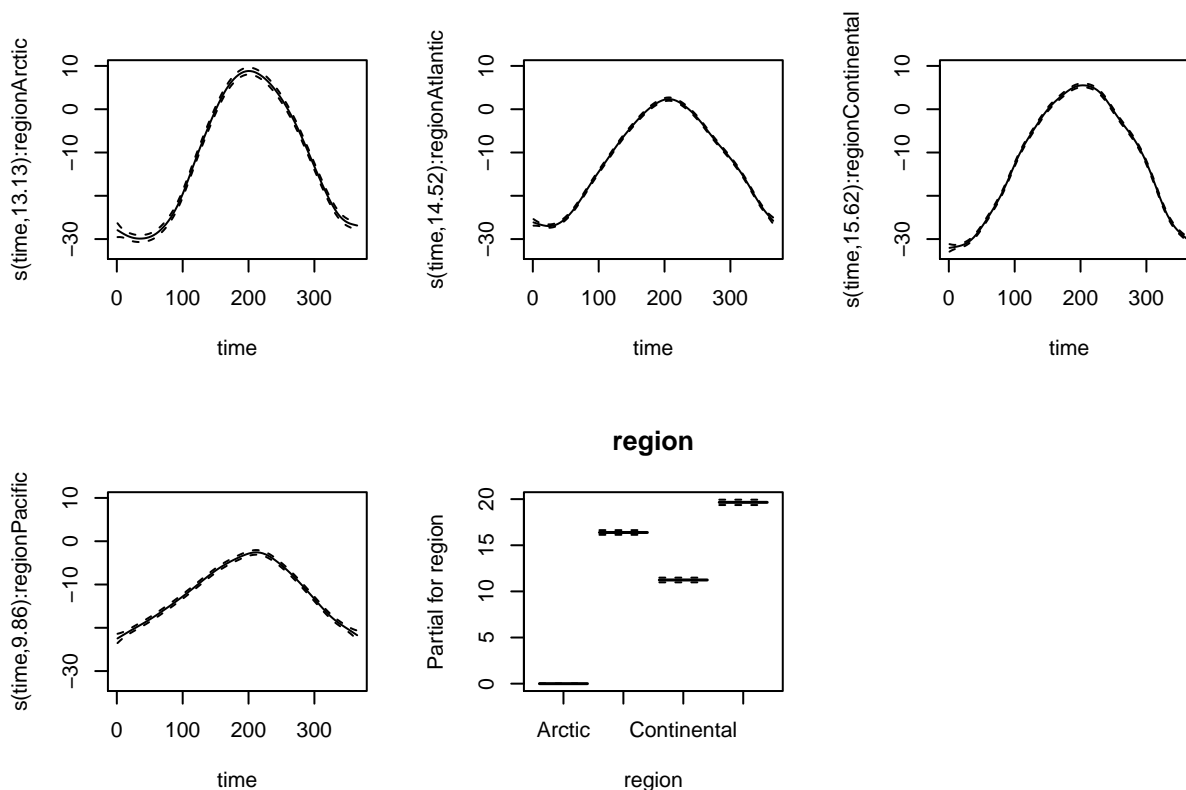 s(time,13.13):regionArctic
10
0
−10
−30
0 100 200 300
time
s(time,14.52):regionAtlantic
10
0
−10
−30
0 100 200 300
time
s(time,15.62):regionContinental
10
0
−10
−30
0 100 200 300
time
s(time,9.86):regionPacific
10
0
−10
−30
0 100 200 300
time
region
Partial for region
20
15
10
5
0
Arctic Continental
region